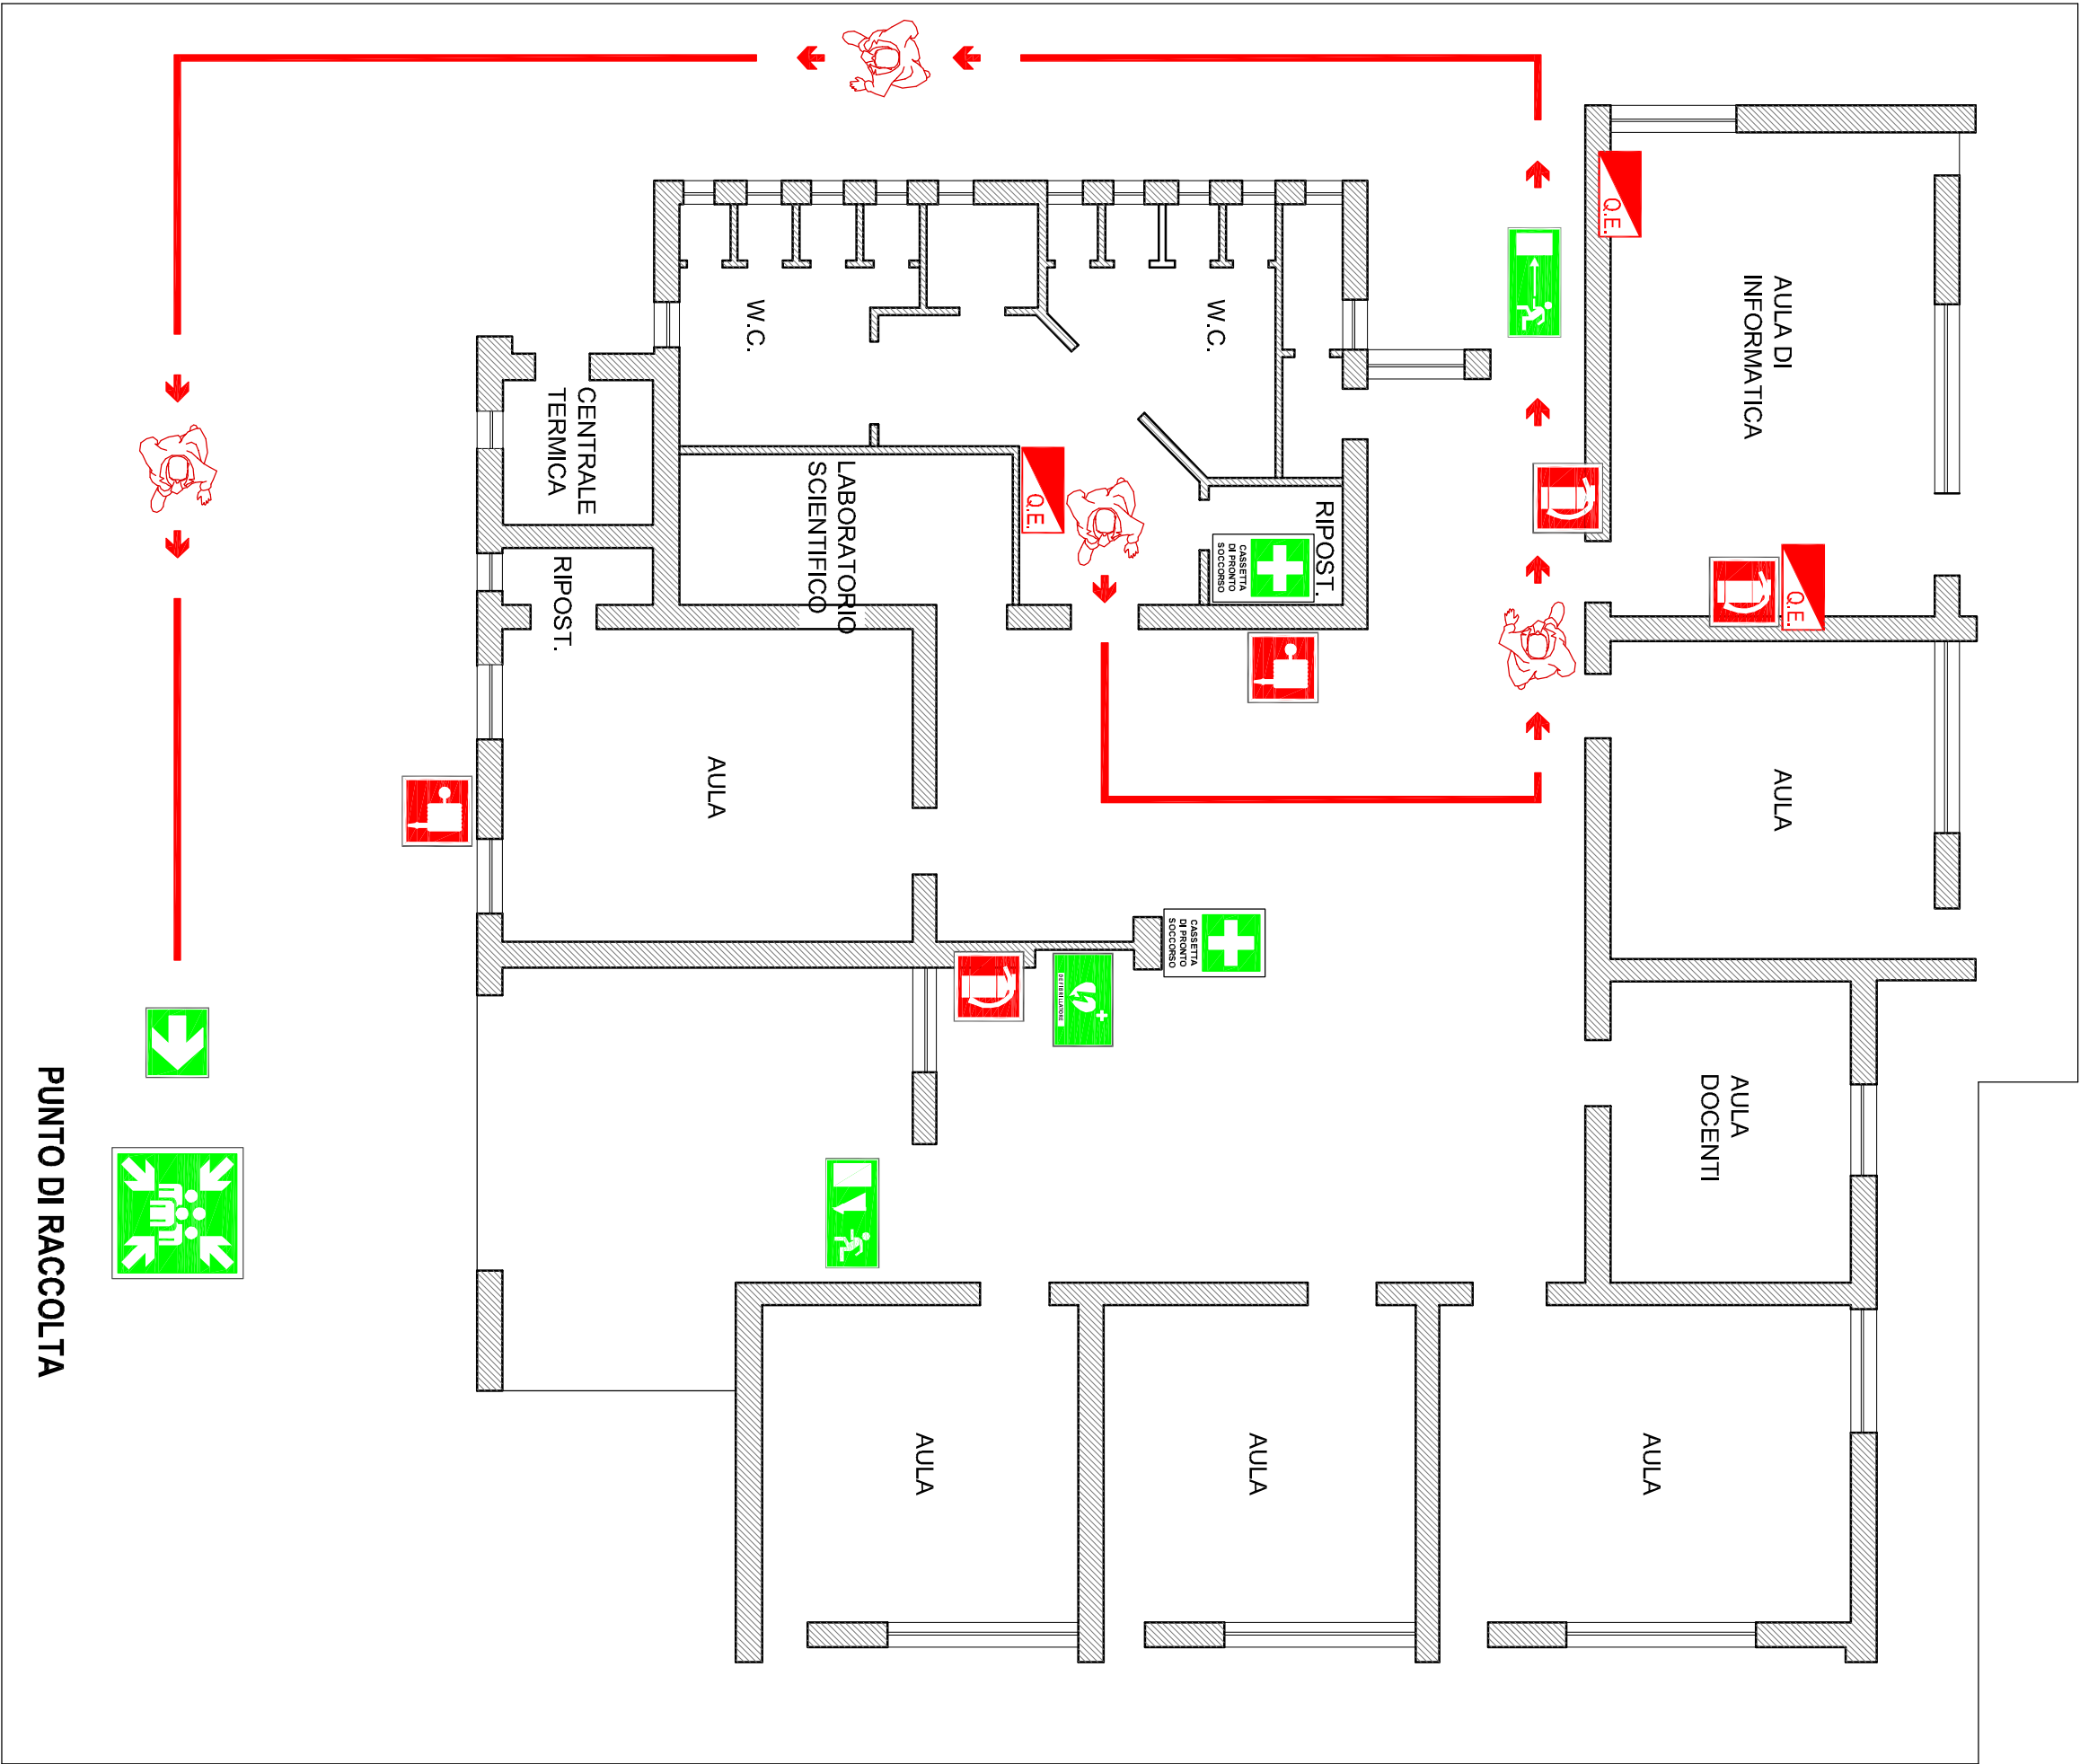 AULA DI
INFORMATICA
Q.E.
AULA
AULA
DOCENTI
AULA
Q.E.
RIPOST.
W.C.
CASSETTA
DI PRONTO
SOCCORSO
AULA
CASSETTA
DI PRONTO
SOCCORSO
DEFIBRILLATORE
Q.E.
AULA
LABORATORIO
SCIENTIFICO
W.C.
AULA
CENTRALE
TERMICA
RIPOST.
PUNTO DI RACCOLTA